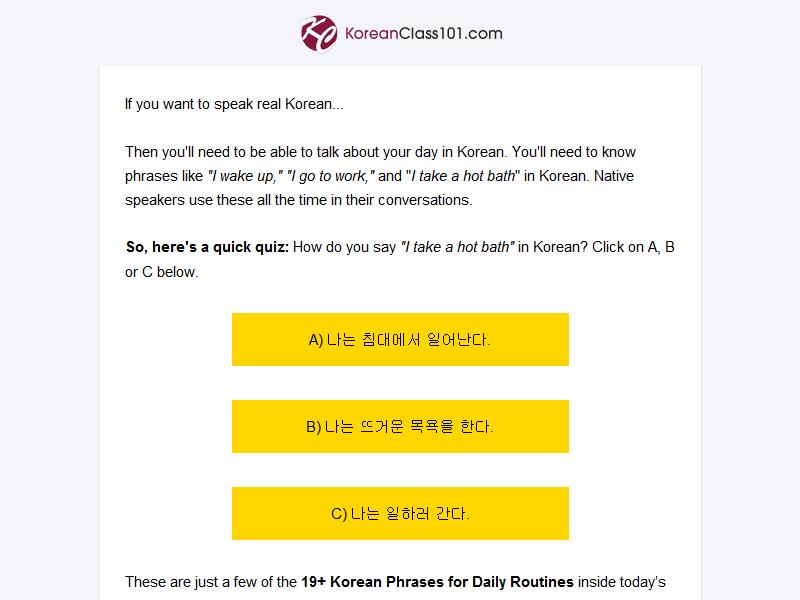 KoreanClass101.com
If you want to speak real Korean...
Then you'll need to be able to talk about your day in Korean. You'll need to know
phrases like "I wake up," "I go to work," and "I take a hot bath" in Korean. Native
speakers use these all the time in their conversations.
So, here's a quick quiz: How do you say "I take a hot bath" in Korean? Click on A, B
or C below.
A) 나는 침대에서 일어난다.
B) 나는 뜨거운 목욕을 한다.
C) 나는 일하러 간다.
These are just a few of the 19+ Korean Phrases for Daily Routines inside today’s